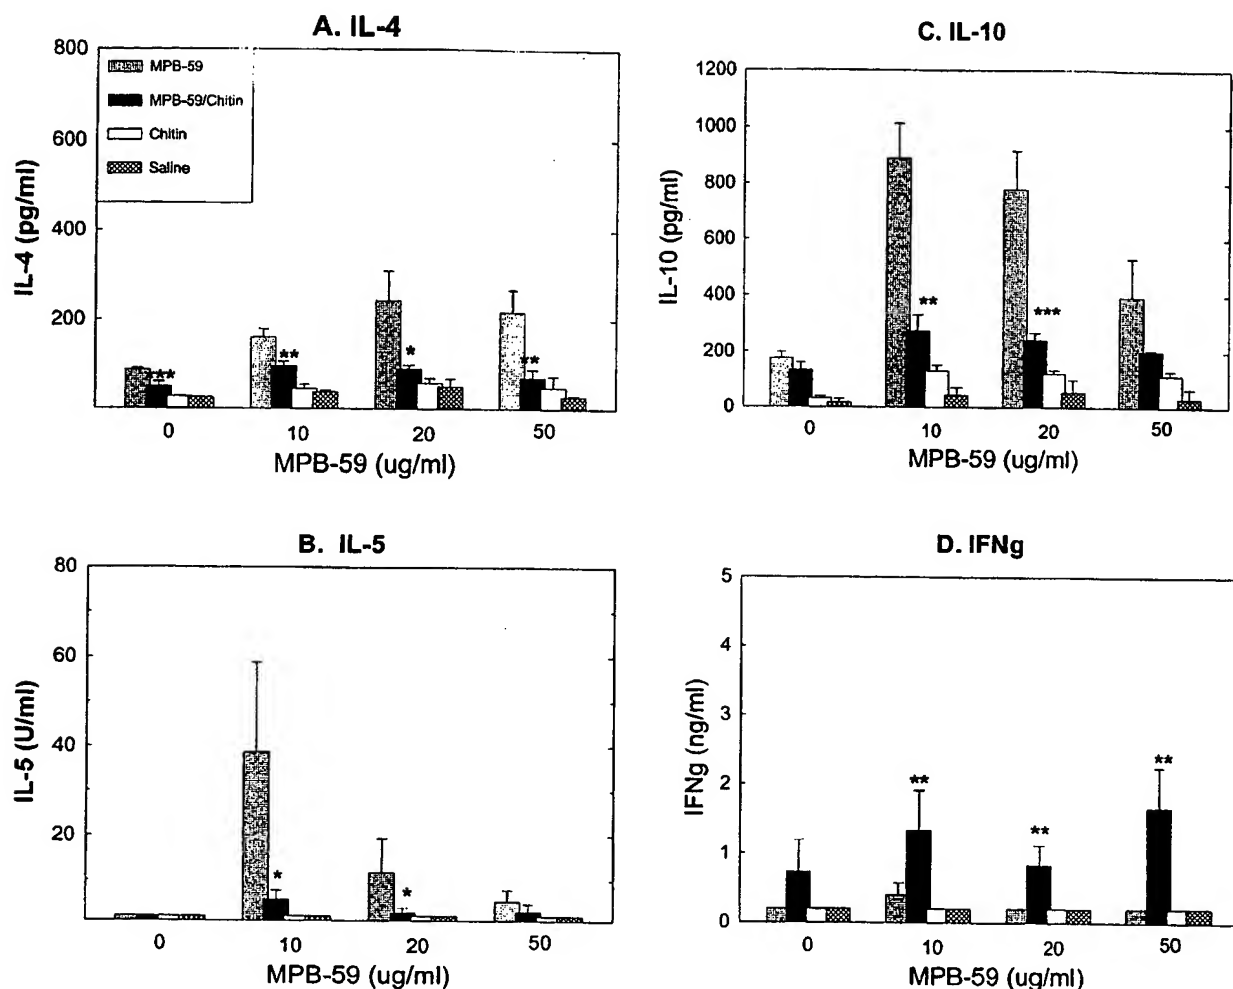 A. IL-4
800
600
400
200
IL-4 (pg/ml)
MPB-59
MPB-59/Chitin
Chitin
Saline
***
**
*
**
0 10 20 50
MPB-59 (ug/ml)
C. IL-10
1200
1000
800
600
400
200
0
IL-10 (pg/ml)
**
***
0 10 20 50
MPB-59 (ug/ml)
B. IL-5
80
60
40
20
IL-5 (U/ml)
*
*
0 10 20 50
MPB-59 (ug/ml)
D. IFNg
5
4
3
2
1
0
IFNg (ng/ml)
**
**
**
0 10 20 50
MPB-59 (ug/ml)